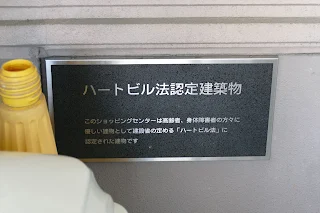 ハートビル法認定建築物
このショッピングセンターは高齢者、身体障害者の方々に
優しい建物として建設省の定める「ハートビル法」に
認定された建物です